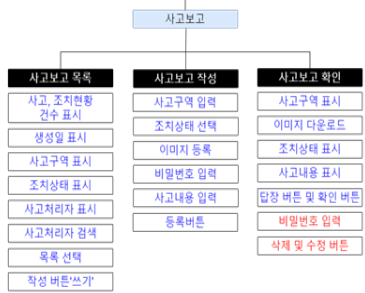 사고보고
사고보고 목록
사고, 조치현황
건수 표시
생성일 표시
사고구역 표시
조치상태 표시
사고처리자 표시
사고처리자 검색
목록 선택
작성 버튼'쓰기'
사고보고 작성
사고구역 입력
조치상태 선택
이미지 등록
비밀번호 입력
사고내용 입력
등록버튼
사고보고 확인
사고구역 표시
이미지 다운로드
조치상태 표시
사고내용 표시
답장 버튼 및 확인 버튼
비밀번호 입력
삭제 및 수정 버튼